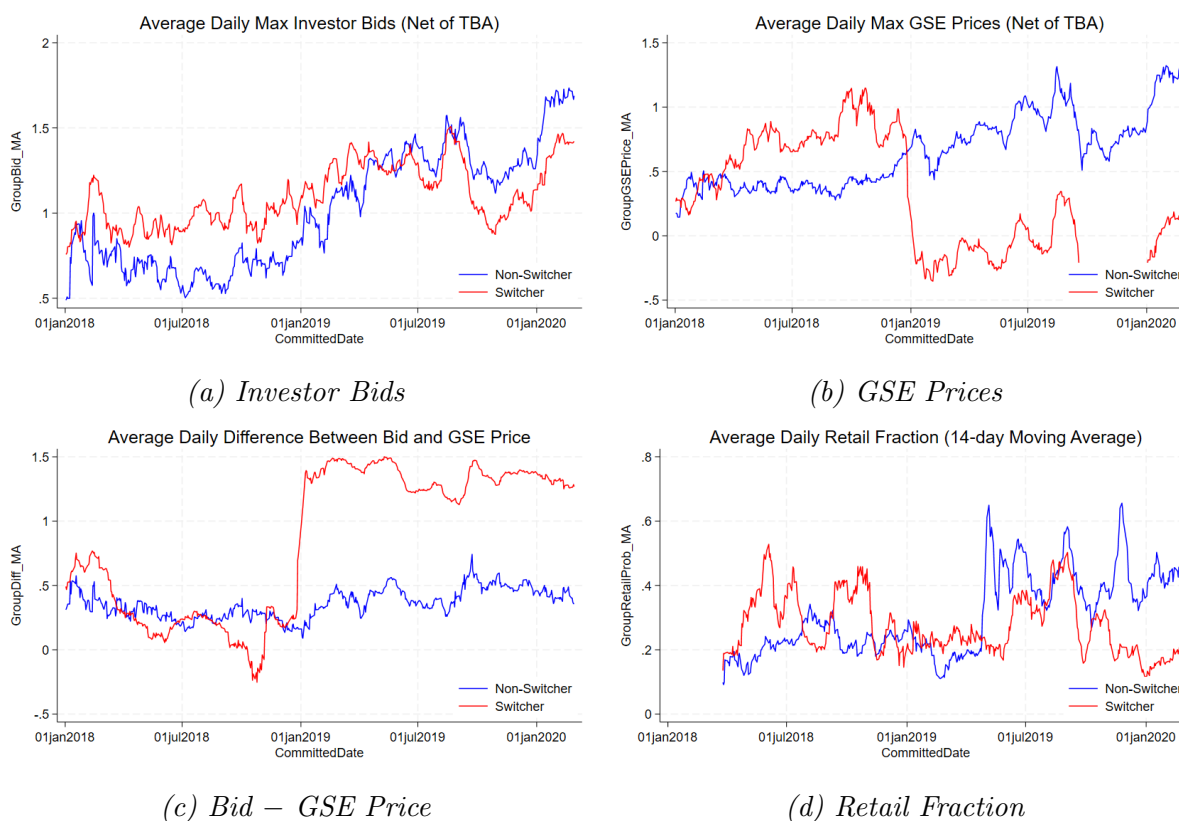 Average Daily Max Investor Bids (Net of TBA)
GroupBid_MA
2
1.5
1
.5
Non-Switcher
Switcher
01jan2018 01jul2018 01jan2019 01jul2019 01jan2020
CommittedDate
(a) Investor Bids
Average Daily Max GSE Prices (Net of TBA)
GroupGSEPrice_MA
1.5
1
.5
0
-.5
Non-Switcher
Switcher
01jan2018 01jul2018 01jan2019 01jul2019 01jan2020
CommittedDate
(b) GSE Prices
Average Daily Difference Between Bid and GSE Price
GroupDiff_MA
1.5
1
.5
0
-.5
Non-Switcher
Switcher
01jan2018 01jul2018 01jan2019 01jul2019 01jan2020
CommittedDate
(c) Bid − GSE Price
Average Daily Retail Fraction (14-day Moving Average)
GroupRetailProb_MA
.8
.6
.4
.2
0
Non-Switcher
Switcher
01jan2018 01jul2018 01jan2019 01jul2019 01jan2020
CommittedDate
(d) Retail Fraction